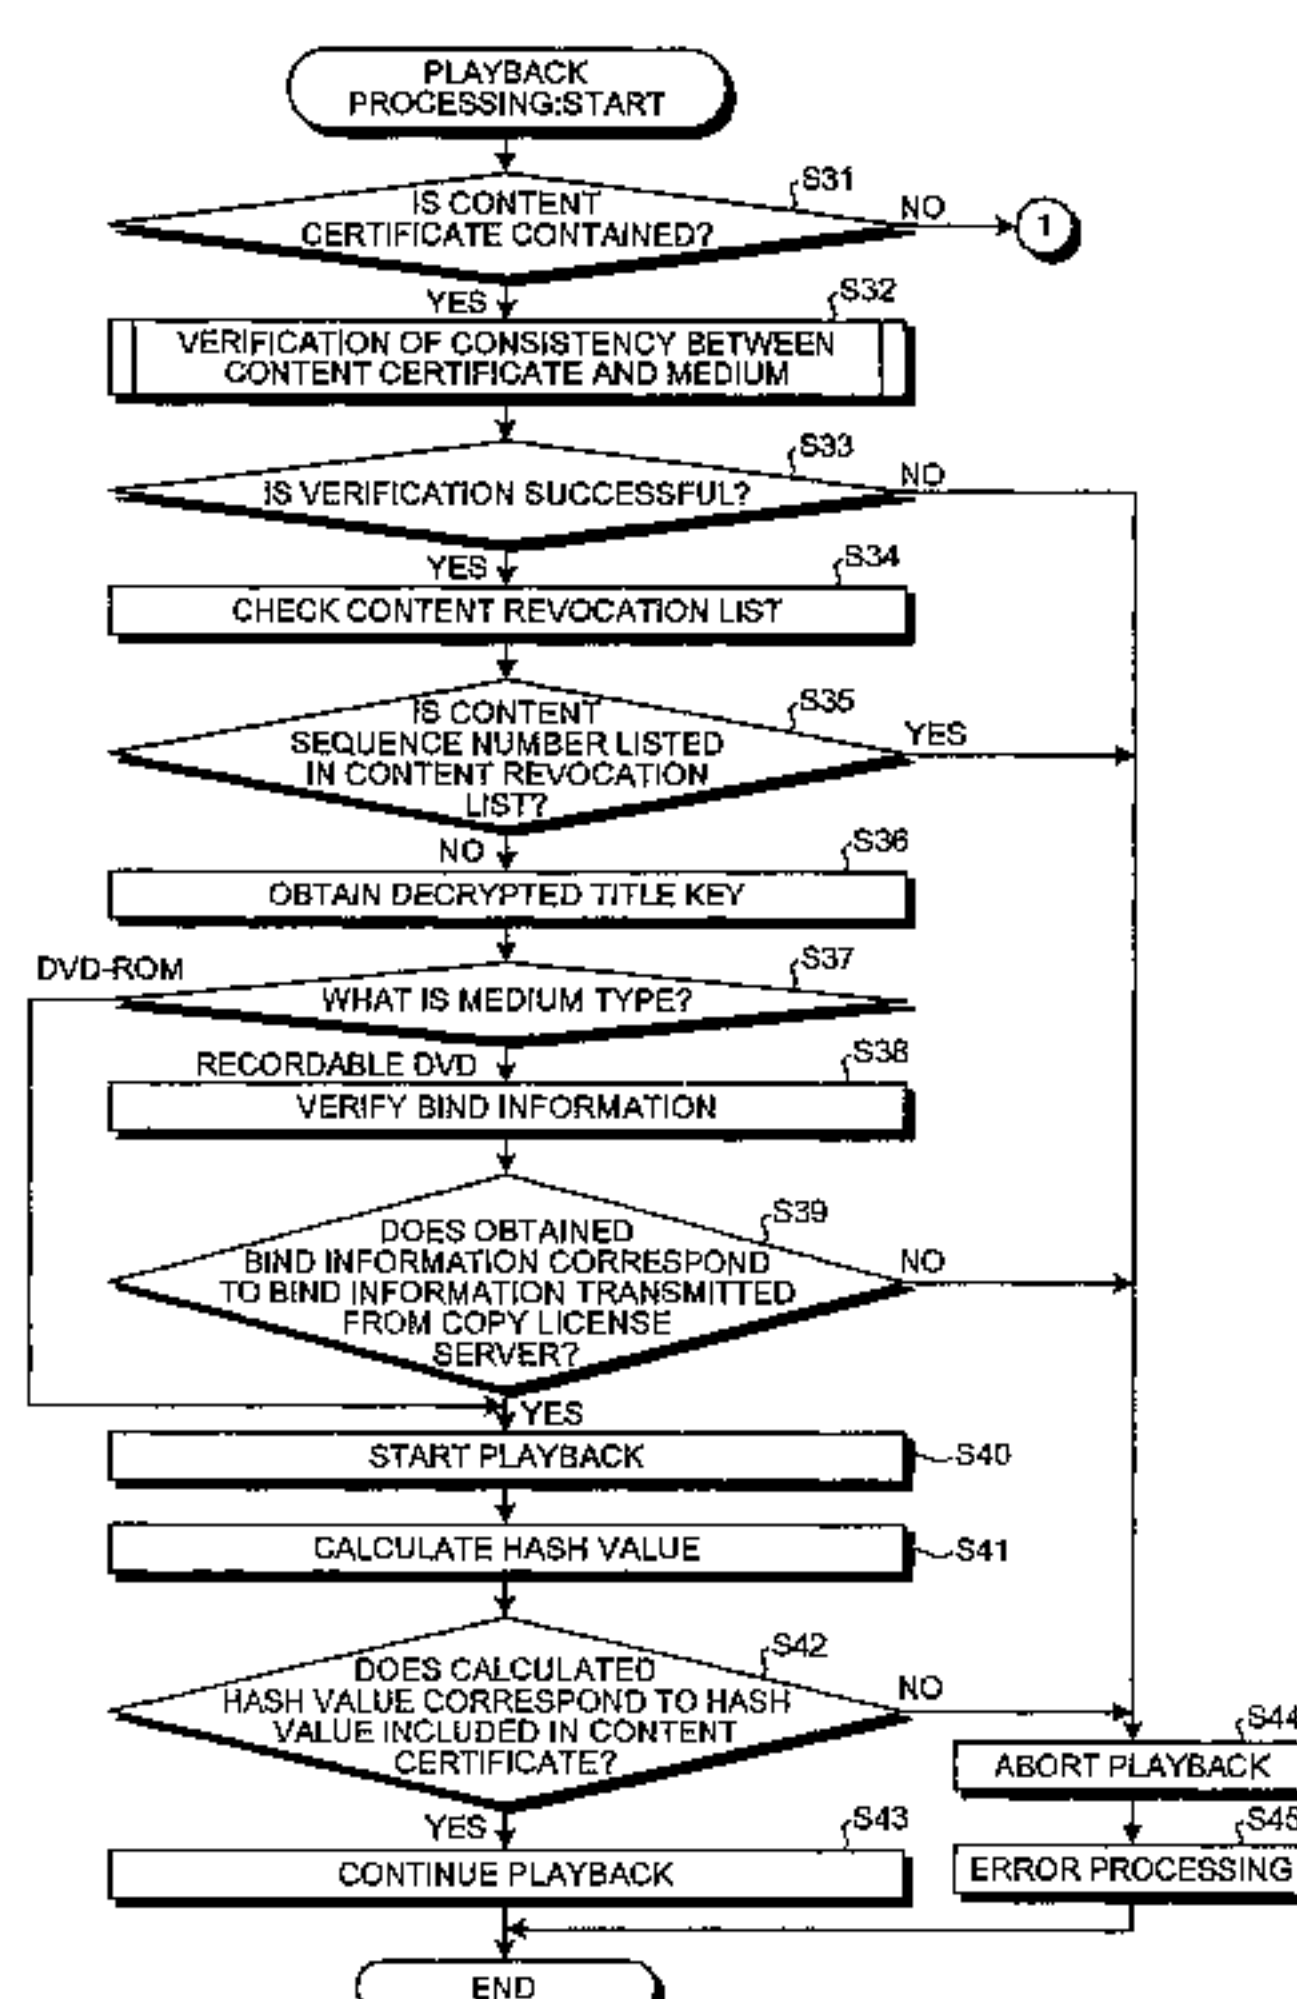 PLAYBACK
PROCESSING:START
S31
IS CONTENT
CERTIFICATE CONTAINED?
NO
1
YES
S32
VERIFICATION OF CONSISTENCY BETWEEN
CONTENT CERTIFICATE AND MEDIUM
S33
IS VERIFICATION SUCCESSFUL?
NO
YES
S34
CHECK CONTENT REVOCATION LIST
S35
IS CONTENT
SEQUENCE NUMBER LISTED
IN CONTENT REVOCATION
LIST?
YES
NO
S36
OBTAIN DECRYPTED TITLE KEY
DVD-ROM
S37
WHAT IS MEDIUM TYPE?
RECORDABLE DVD
S38
VERIFY BIND INFORMATION
S39
DOES OBTAINED
BIND INFORMATION CORRESPOND
TO BIND INFORMATION TRANSMITTED
FROM COPY LICENSE
SERVER?
NO
YES
START PLAYBACK
S40
CALCULATE HASH VALUE
S41
S42
DOES CALCULATED
HASH VALUE CORRESPOND TO HASH
VALUE INCLUDED IN CONTENT
CERTIFICATE?
NO
S44
ABORT PLAYBACK
YES
S43
CONTINUE PLAYBACK
S45
ERROR PROCESSING
END